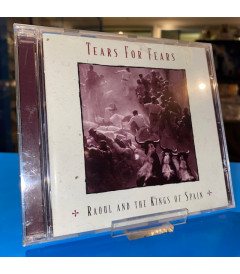 TEARS FOR FEARS
RAOUL AND THE KINGS OF SPAIN